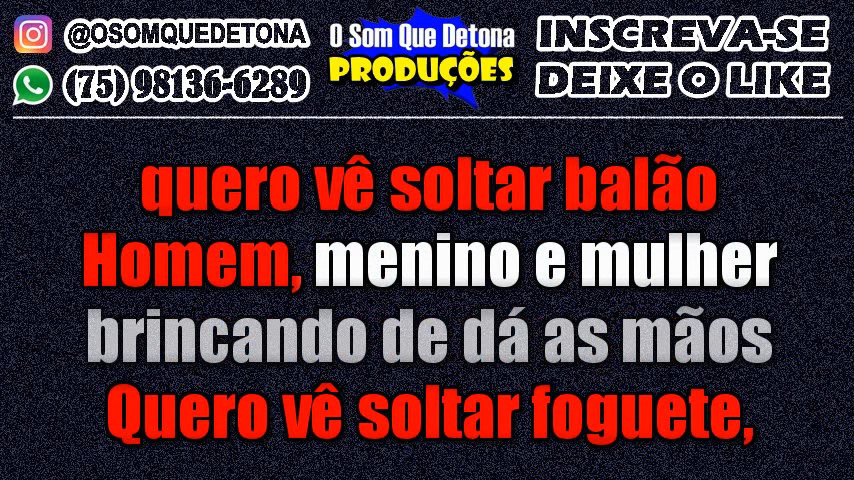 @OSOMQUEDETONA
(75) 98136-6289
O Som Que Detona
PRODUÇÕES
INSCREVA-SE
DEIXE O LIKE
quero vê soltar balão
Homem, menino e mulher
brincando de dá as mãos
Quero vê soltar foguete,